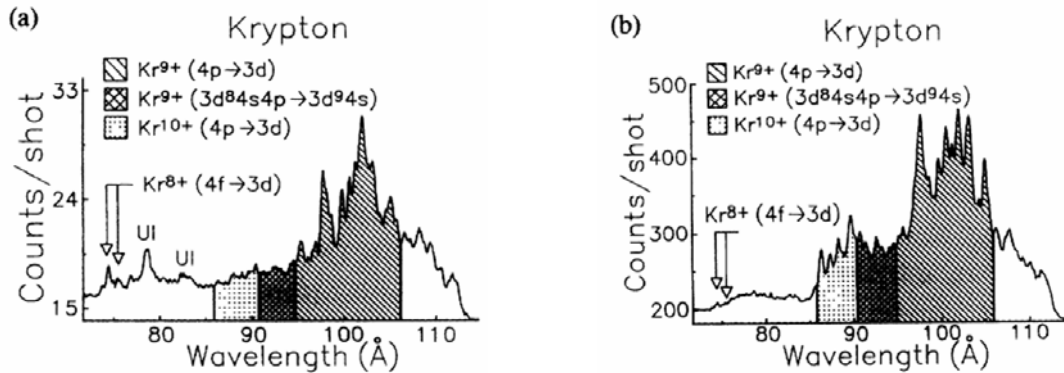 (a)
Krypton
Kr⁹⁺ (4p→3d)
Kr⁹⁺ (3d⁸4s4p→3d⁹4s)
Kr¹⁰⁺ (4p→3d)
Kr⁸⁺ (4f→3d)
UI
UI
Counts/shot
33
24
15
80
90
100
110
Wavelength (Å)
(b)
Krypton
Kr⁹⁺ (4p→3d)
Kr⁹⁺ (3d⁸4s4p→3d⁹4s)
Kr¹⁰⁺ (4p→3d)
Kr⁸⁺ (4f→3d)
Counts/shot
500
450
300
200
80
90
100
110
Wavelength (Å)